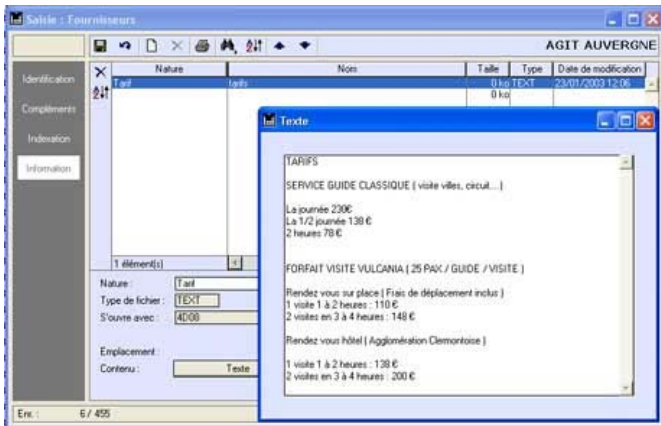 Saisie : Fournisseurs
AGIT AUVERGNE
Identification
Compléments
Indexation
Information
Nature Nom Taille Type Date de modification
Tarif tarifs 0 ko TEXT 23/01/2003 12:06
0 ko
1 élément(s)
Nature : Tarif
Type de fichier : TEXT
S'ouvre avec : 4D08
Emplacement :
Contenu : Texte
Enr. : 6 / 455
Texte
TARIFS
SERVICE GUIDE CLASSIQUE ( visite villes, circuit... )
La journée 230€
La 1/2 journée 138 €
2 heures 78 €
FORFAIT VISITE VULCANIA ( 25 PAX / GUIDE / VISITE )
Rendez vous sur place ( Frais de déplacement inclus )
1 visite 1 à 2 heures : 110 €
2 visites en 3 à 4 heures : 148 €
Rendez vous hôtel ( Agglomération Clermontoise )
1 visite 1 à 2 heures : 138 €
2 visites en 3 à 4 heures : 200 €